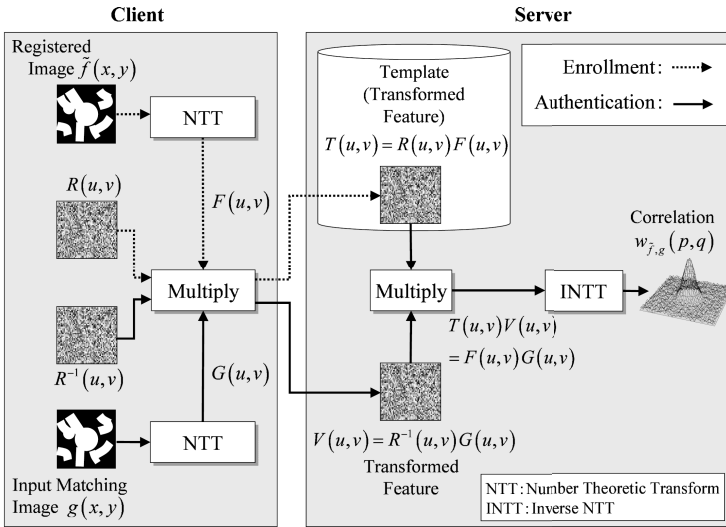 Client
Registered
Image f̃(x, y)
NTT
R(u,v)
F(u,v)
Multiply
R⁻¹(u,v)
G(u,v)
NTT
Input Matching
Image g(x, y)
Server
Template
(Transformed
Feature)
T(u,v) = R(u,v)F(u,v)
Enrollment:
Authentication:
Multiply
INTT
Correlation
w_{f̃,g}(p,q)
T(u,v)V(u,v)
= F(u,v)G(u,v)
V(u,v) = R⁻¹(u,v)G(u,v)
Transformed
Feature
NTT: Number Theoretic Transform
INTT: Inverse NTT